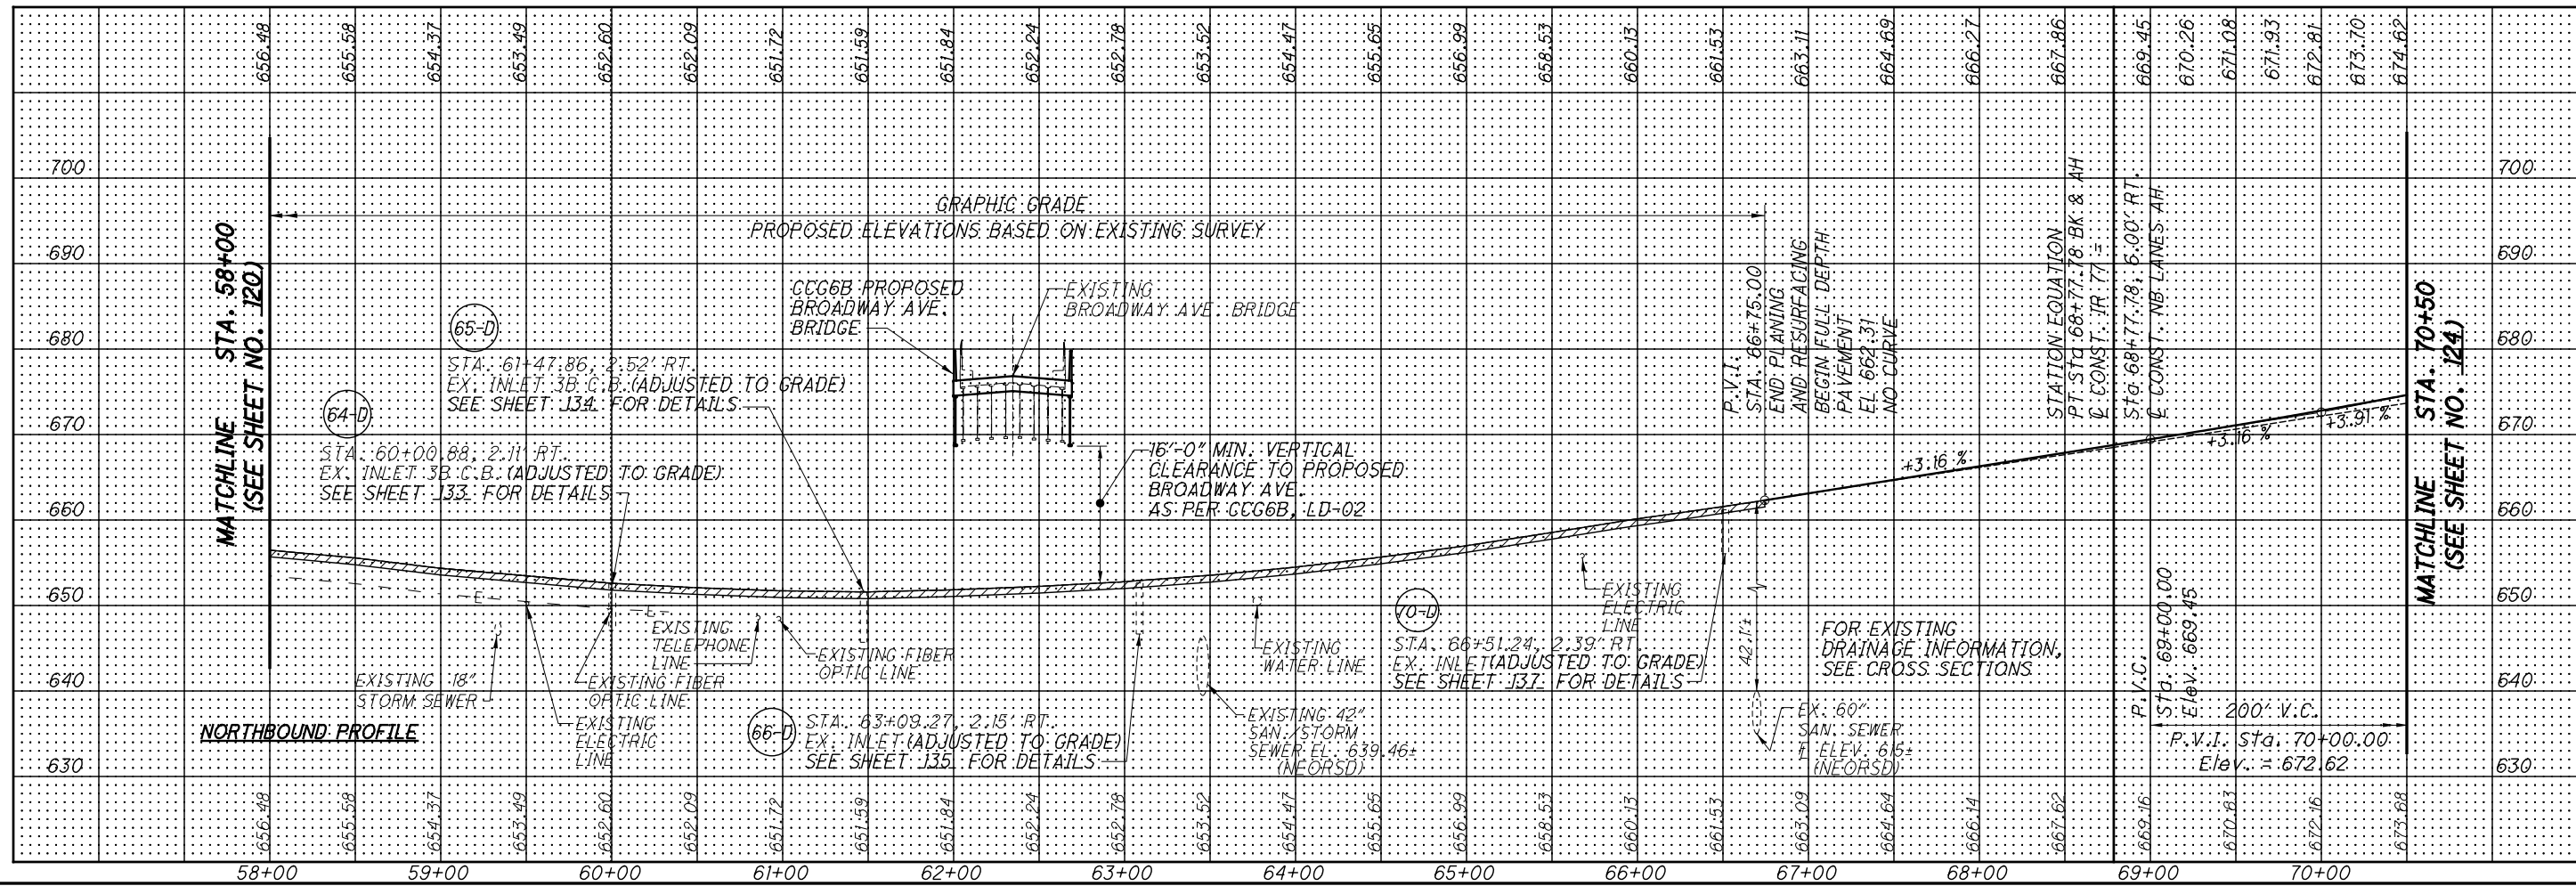 656.48 655.58 654.37 653.49 652.60 652.09 651.72 651.59 651.84 652.24 652.78 653.52 654.47 655.65 656.99 658.53 660.13 661.53 663.11 664.69 666.27 667.86 669.45 670.26 671.08 671.93 672.81 673.70 674.62
700
690
680
670
660
650
640
630
MATCHLINE STA. 58+00
(SEE SHEET NO. 120)
GRAPHIC GRADE
PROPOSED ELEVATIONS BASED ON EXISTING SURVEY
CCG6B PROPOSED
BROADWAY AVE.
BRIDGE
EXISTING
BROADWAY AVE. BRIDGE
65-D
STA. 61+47.86, 2.52' RT.
EX. INLET 3B C.B. (ADJUSTED TO GRADE)
SEE SHEET 134 FOR DETAILS
64-D
STA. 60+00.88, 2.11' RT.
EX. INLET 3B C.B. (ADJUSTED TO GRADE)
SEE SHEET 133 FOR DETAILS
16'-0" MIN. VERTICAL
CLEARANCE TO PROPOSED
BROADWAY AVE.
AS PER CCG6B, LD-02
P.V.I.
STA. 66+75.00
END PLANING
AND RESURFACING
BEGIN FULL DEPTH
PAVEMENT
EL 662.31
NO CURVE
STATION EQUATION
PT Sta 68+77.78 BK & AH
℄ CONST. IR 77 =
Sta 68+77.78, 6.00' RT.
℄ CONST. NB LANES AH
+3.16 %
+3.16 %
+3.91 %
MATCHLINE STA. 70+50
(SEE SHEET NO. 124)
700
690
680
670
660
650
640
630
E
E
EXISTING 18"
STORM SEWER
EXISTING
ELECTRIC
LINE
EXISTING FIBER
OPTIC LINE
EXISTING
TELEPHONE
LINE
EXISTING FIBER
OPTIC LINE
66-D
STA. 63+09.27, 2.15' RT.
EX. INLET (ADJUSTED TO GRADE)
SEE SHEET 135 FOR DETAILS
EXISTING
WATER LINE
EXISTING 42"
SAN./STORM
SEWER EL. 639.46±
(NEORSD)
70-D
STA. 66+51.24, 2.39' RT.
EX. INLET (ADJUSTED TO GRADE)
SEE SHEET 137 FOR DETAILS
EXISTING
ELECTRIC
LINE
42.1'±
EX. 60"
SAN. SEWER
℄ ELEV. 615±
(NEORSD)
FOR EXISTING
DRAINAGE INFORMATION,
SEE CROSS SECTIONS
P.V.C.
Sta. 69+00.00
Elev. 669.45
200' V.C.
P.V.I. Sta. 70+00.00
Elev. = 672.62
NORTHBOUND PROFILE
656.48 655.58 654.37 653.49 652.60 652.09 651.72 651.59 651.84 652.24 652.78 653.52 654.47 655.65 656.99 658.53 660.13 661.53 663.09 664.64 666.14 667.62 669.16 670.63 672.16 673.68
58+00 59+00 60+00 61+00 62+00 63+00 64+00 65+00 66+00 67+00 68+00 69+00 70+00